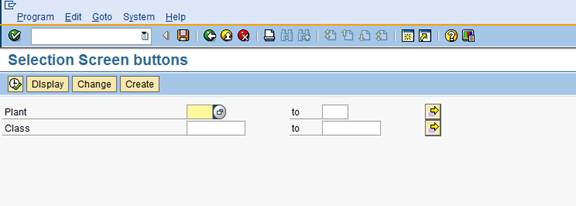 Program Edit Goto System Help
Selection Screen buttons
Display Change Create
Plant to
Class to